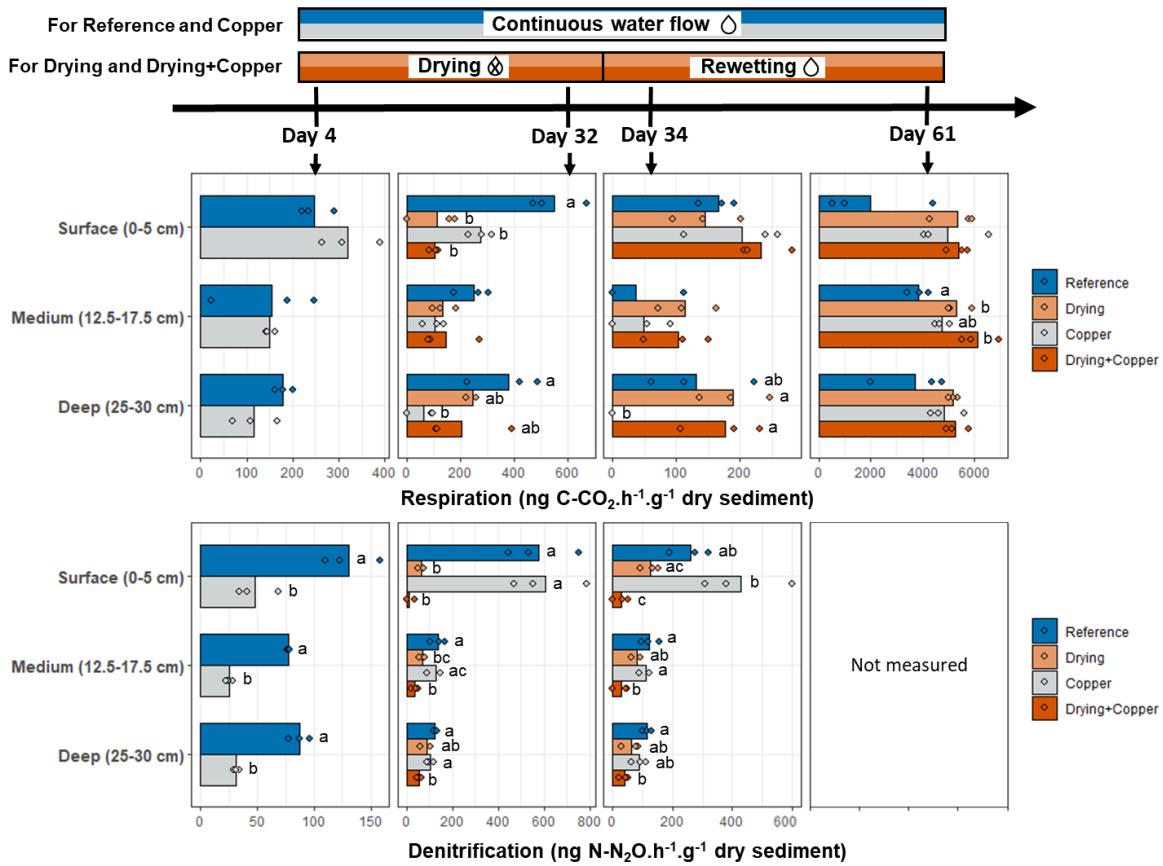 For Reference and Copper
Continuous water flow
For Drying and Drying+Copper
Drying
Rewetting
Day 4
Day 32
Day 34
Day 61
Surface (0-5 cm)
a
b
b
b
Medium (12.5-17.5 cm)
a
b
ab
b
Deep (25-30 cm)
a
ab
b
ab
ab
a
b
a
0 100 200 300 400
0 200 400 600
0 100 200
0 2000 4000 6000
Respiration (ng C-CO₂.h⁻¹.g⁻¹ dry sediment)
Reference
Drying
Copper
Drying+Copper
Surface (0-5 cm)
a
b
a
b
a
b
ab
ac
b
c
Medium (12.5-17.5 cm)
a
b
a
bc
ac
b
a
ab
a
b
Deep (25-30 cm)
a
b
a
ab
a
b
a
ab
ab
b
Not measured
0 50 100 150
0 200 400 600 800
0 200 400 600
Denitrification (ng N-N₂O.h⁻¹.g⁻¹ dry sediment)
Reference
Drying
Copper
Drying+Copper